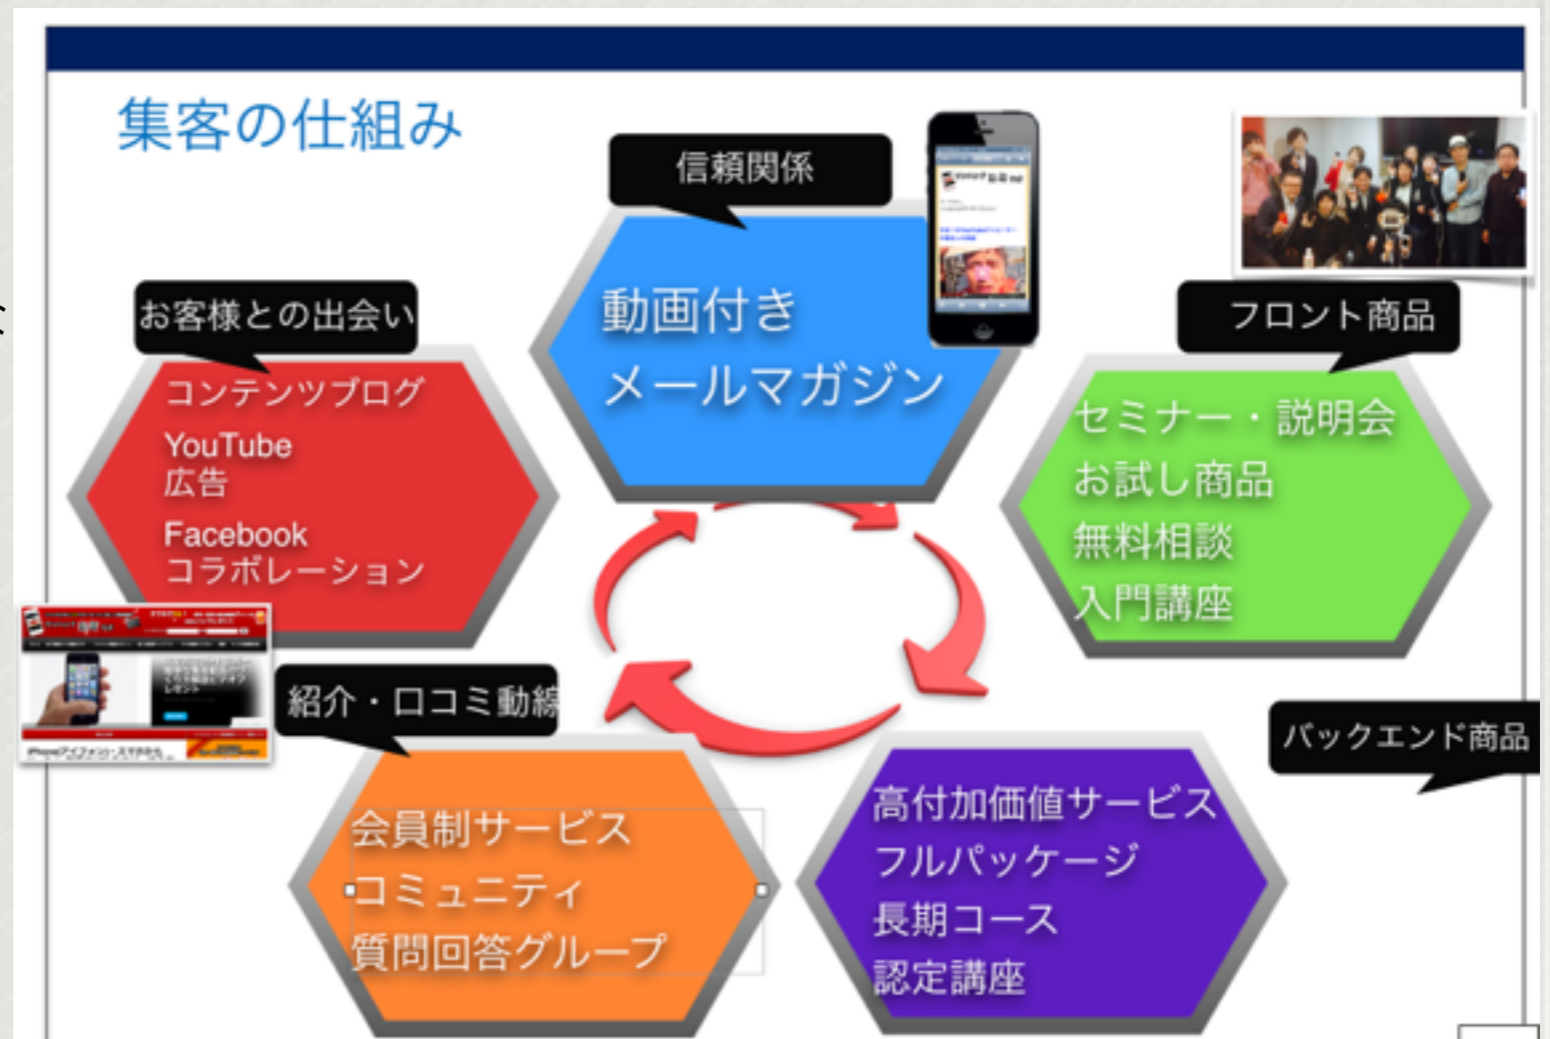 集客の仕組み
信頼関係
動画付き
メールマガジン
お客様との出会い
コンテンツブログ
YouTube
広告
Facebook
コラボレーション
フロント商品
セミナー・説明会
お試し商品
無料相談
入門講座
紹介・口コミ動線
会員制サービス
コミュニティ
質問回答グループ
バックエンド商品
高付加価値サービス
フルパッケージ
長期コース
認定講座